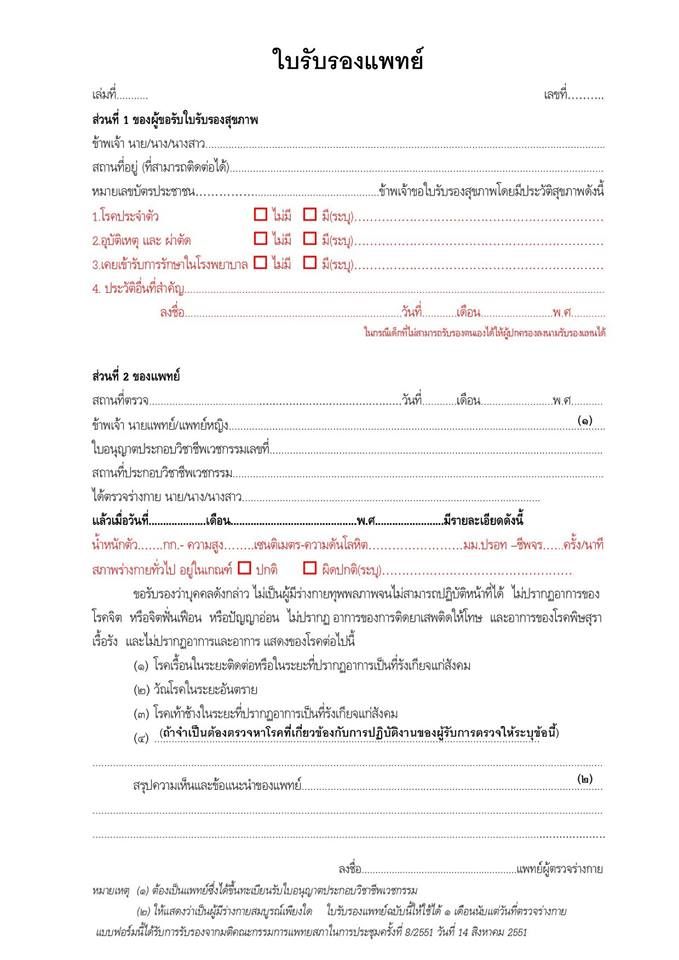 ใบรับรองแพทย์
เล่มที่........... เลขที่..........
ส่วนที่ 1 ของผู้ขอรับใบรับรองสุขภาพ
ข้าพเจ้า นาย/นาง/นางสาว..........
สถานที่อยู่ (ที่สามารถติดต่อได้)..........
หมายเลขบัตรประชาชน..........ข้าพเจ้าขอใบรับรองสุขภาพโดยมีประวัติสุขภาพดังนี้
1.โรคประจำตัว ☐ ไม่มี ☐ มี(ระบุ)..........
2.อุบัติเหตุ และ ผ่าตัด ☐ ไม่มี ☐ มี(ระบุ)..........
3.เคยเข้ารับการรักษาในโรงพยาบาล ☐ ไม่มี ☐ มี(ระบุ)..........
4. ประวัติอื่นที่สำคัญ..........
ลงชื่อ..........วันที่..........เดือน..........พ.ศ..........
ในกรณีเด็กที่ไม่สามารถรับรองตนเองได้ให้ผู้ปกครองลงนามรับรองแทนได้
ส่วนที่ 2 ของแพทย์
สถานที่ตรวจ..........วันที่..........เดือน..........พ.ศ..........
ข้าพเจ้า นายแพทย์/แพทย์หญิง..........(๑)
ใบอนุญาตประกอบวิชาชีพเวชกรรมเลขที่..........
สถานที่ประกอบวิชาชีพเวชกรรม..........
ได้ตรวจร่างกาย นาย/นาง/นางสาว..........
แล้วเมื่อวันที่..........เดือน..........พ.ศ..........มีรายละเอียดดังนี้
น้ำหนักตัว.......กก.- ความสูง........เซนติเมตร-ความดันโลหิต..........มม.ปรอท –ชีพจร......ครั้ง/นาที
สภาพร่างกายทั่วไป อยู่ในเกณฑ์ ☐ ปกติ ☐ ผิดปกติ(ระบุ)..........
ขอรับรองว่าบุคคลดังกล่าว ไม่เป็นผู้มีร่างกายทุพพลภาพจนไม่สามารถปฏิบัติหน้าที่ได้ ไม่ปรากฏอาการของ
โรคจิต หรือจิตฟั่นเฟือน หรือปัญญาอ่อน ไม่ปรากฏ อาการของการติดยาเสพติดให้โทษ และอาการของโรคพิษสุรา
เรื้อรัง และไม่ปรากฏอาการและอาการ แสดงของโรคต่อไปนี้
(๑) โรคเรื้อนในระยะติดต่อหรือในระยะที่ปรากฏอาการเป็นที่รังเกียจแก่สังคม
(๒) วัณโรคในระยะอันตราย
(๓) โรคเท้าช้างในระยะที่ปรากฏอาการเป็นที่รังเกียจแก่สังคม
(๔) (ถ้าจำเป็นต้องตรวจหาโรคที่เกี่ยวข้องกับการปฏิบัติงานของผู้รับการตรวจให้ระบุข้อนี้)
..........
สรุปความเห็นและข้อแนะนำของแพทย์..........(๒)
..........
..........
ลงชื่อ..........แพทย์ผู้ตรวจร่างกาย
หมายเหตุ (๑) ต้องเป็นแพทย์ซึ่งได้ขึ้นทะเบียนรับใบอนุญาตประกอบวิชาชีพเวชกรรม
(๒) ให้แสดงว่าเป็นผู้มีร่างกายสมบูรณ์เพียงใด ใบรับรองแพทย์ฉบับนี้ให้ใช้ได้ ๑ เดือนนับแต่วันที่ตรวจร่างกาย
แบบฟอร์มนี้ได้รับการรับรองจากมติคณะกรรมการแพทยสภาในการประชุมครั้งที่ 8/2551 วันที่ 14 สิงหาคม 2551